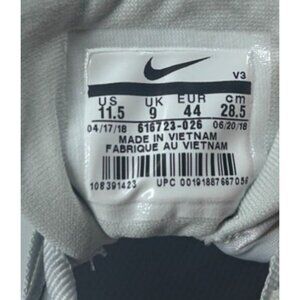 V3
US UK EUR cm
11.5 9 44 28.5
04/17/18 616723-026 06/20/18
MADE IN VIETNAM
FABRIQUE AU VIETNAM
108391423 UPC 00191887667056